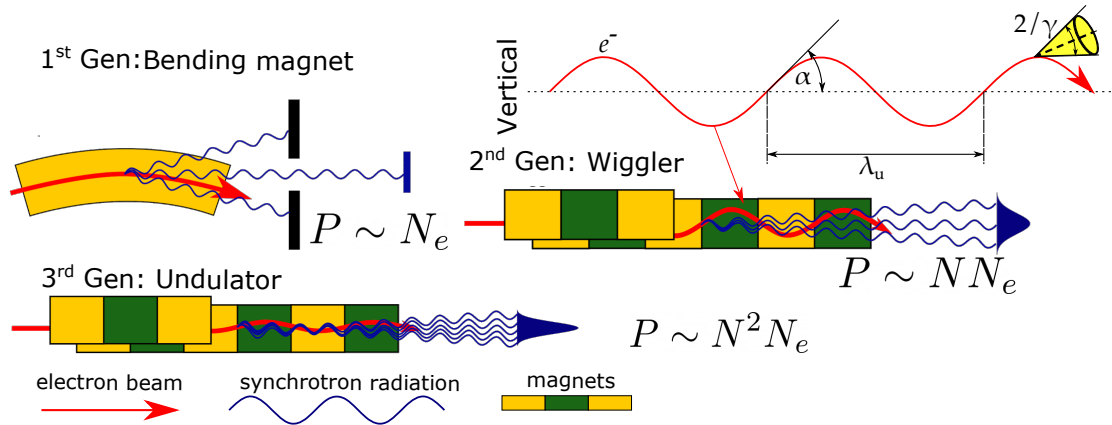 1st Gen:Bending magnet
P ∼ Nₑ
Vertical
e⁻
α
2/γ
λᵤ
2nd Gen: Wiggler
P ∼ NNₑ
3rd Gen: Undulator
P ∼ N²Nₑ
electron beam
synchrotron radiation
magnets